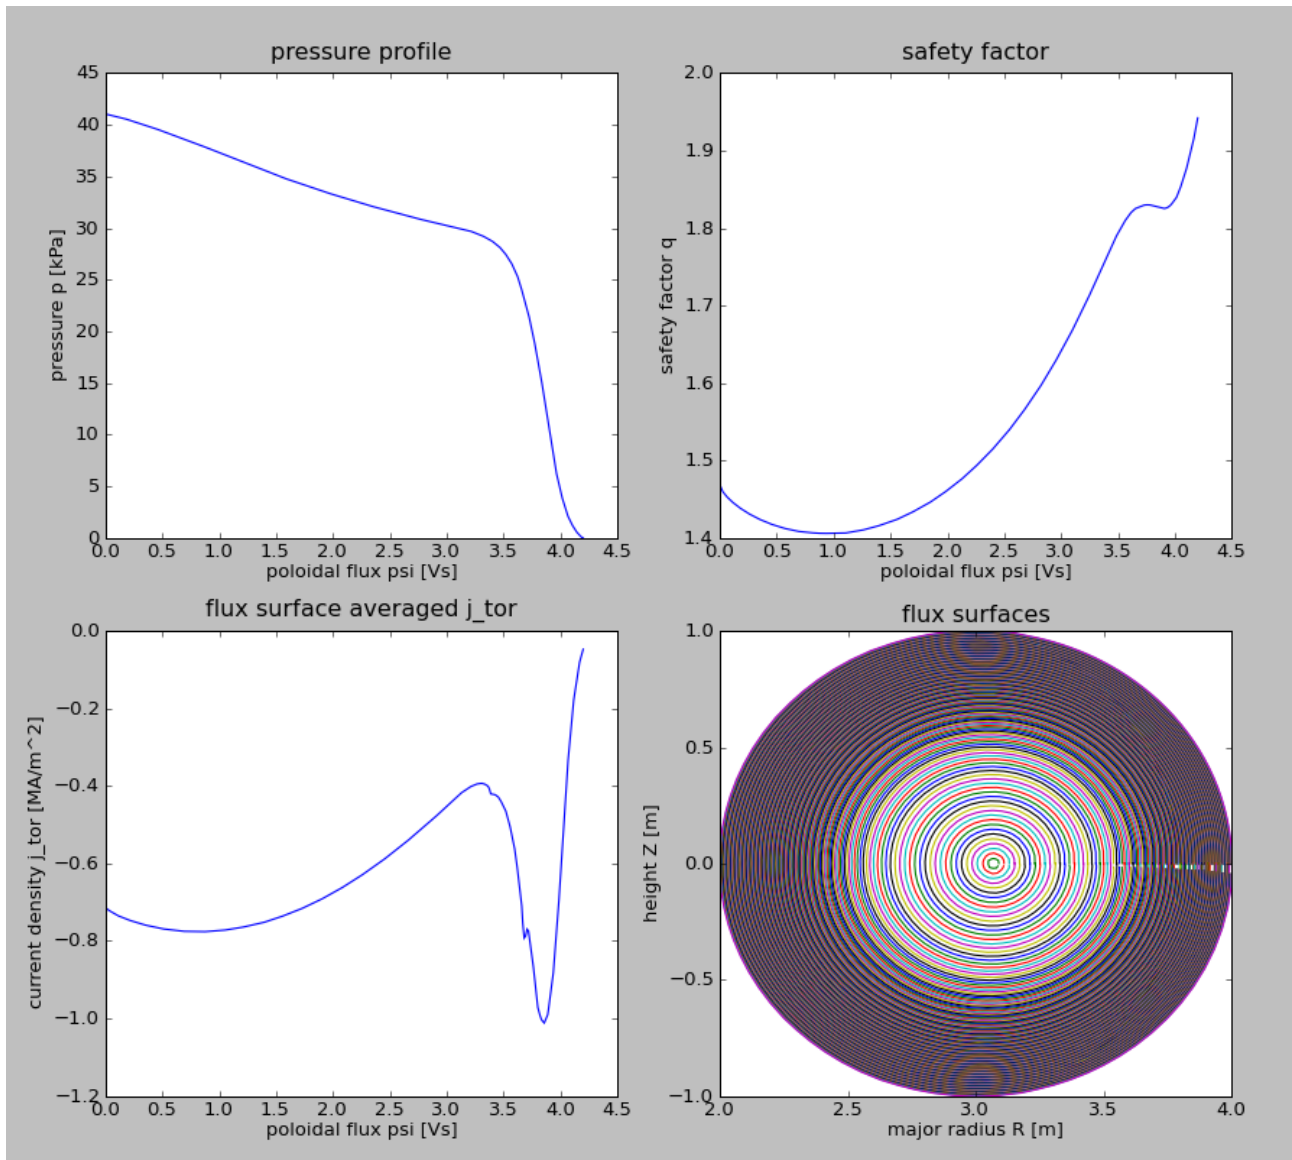 pressure profile
45
40
35
30
25
20
15
10
5
0
pressure p [kPa]
0.0 0.5 1.0 1.5 2.0 2.5 3.0 3.5 4.0 4.5
poloidal flux psi [Vs]
safety factor
2.0
1.9
1.8
1.7
1.6
1.5
1.4
safety factor q
0.0 0.5 1.0 1.5 2.0 2.5 3.0 3.5 4.0 4.5
poloidal flux psi [Vs]
flux surface averaged j_tor
0.0
−0.2
−0.4
−0.6
−0.8
−1.0
−1.2
current density j_tor [MA/m^2]
0.0 0.5 1.0 1.5 2.0 2.5 3.0 3.5 4.0 4.5
poloidal flux psi [Vs]
flux surfaces
1.0
0.5
0.0
−0.5
−1.0
height Z [m]
2.0 2.5 3.0 3.5 4.0
major radius R [m]